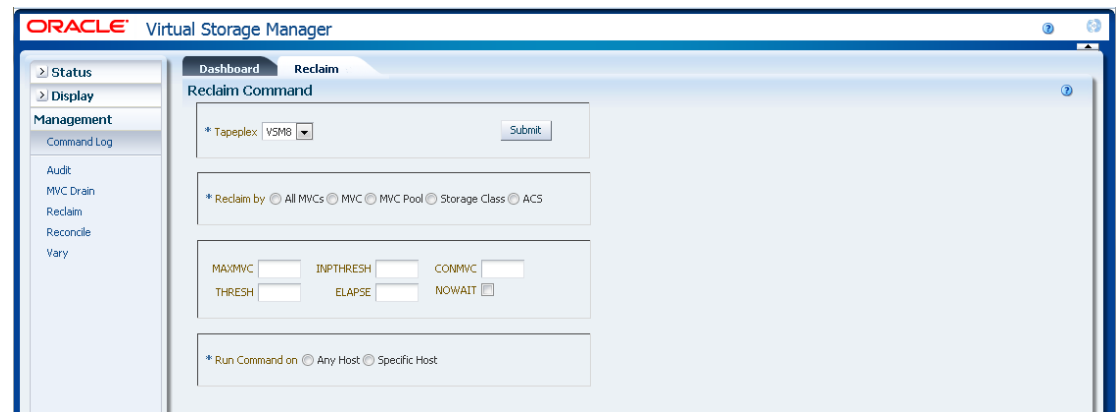 ORACLE Virtual Storage Manager
Status
Display
Management
Command Log
Audit
MVC Drain
Reclaim
Reconcile
Vary
Dashboard Reclaim
Reclaim Command
* Tapeplex VSM8 Submit
* Reclaim by All MVCs MVC MVC Pool Storage Class ACS
MAXMVC INPTHRESH CONMVC
THRESH ELAPSE NOWAIT
* Run Command on Any Host Specific Host